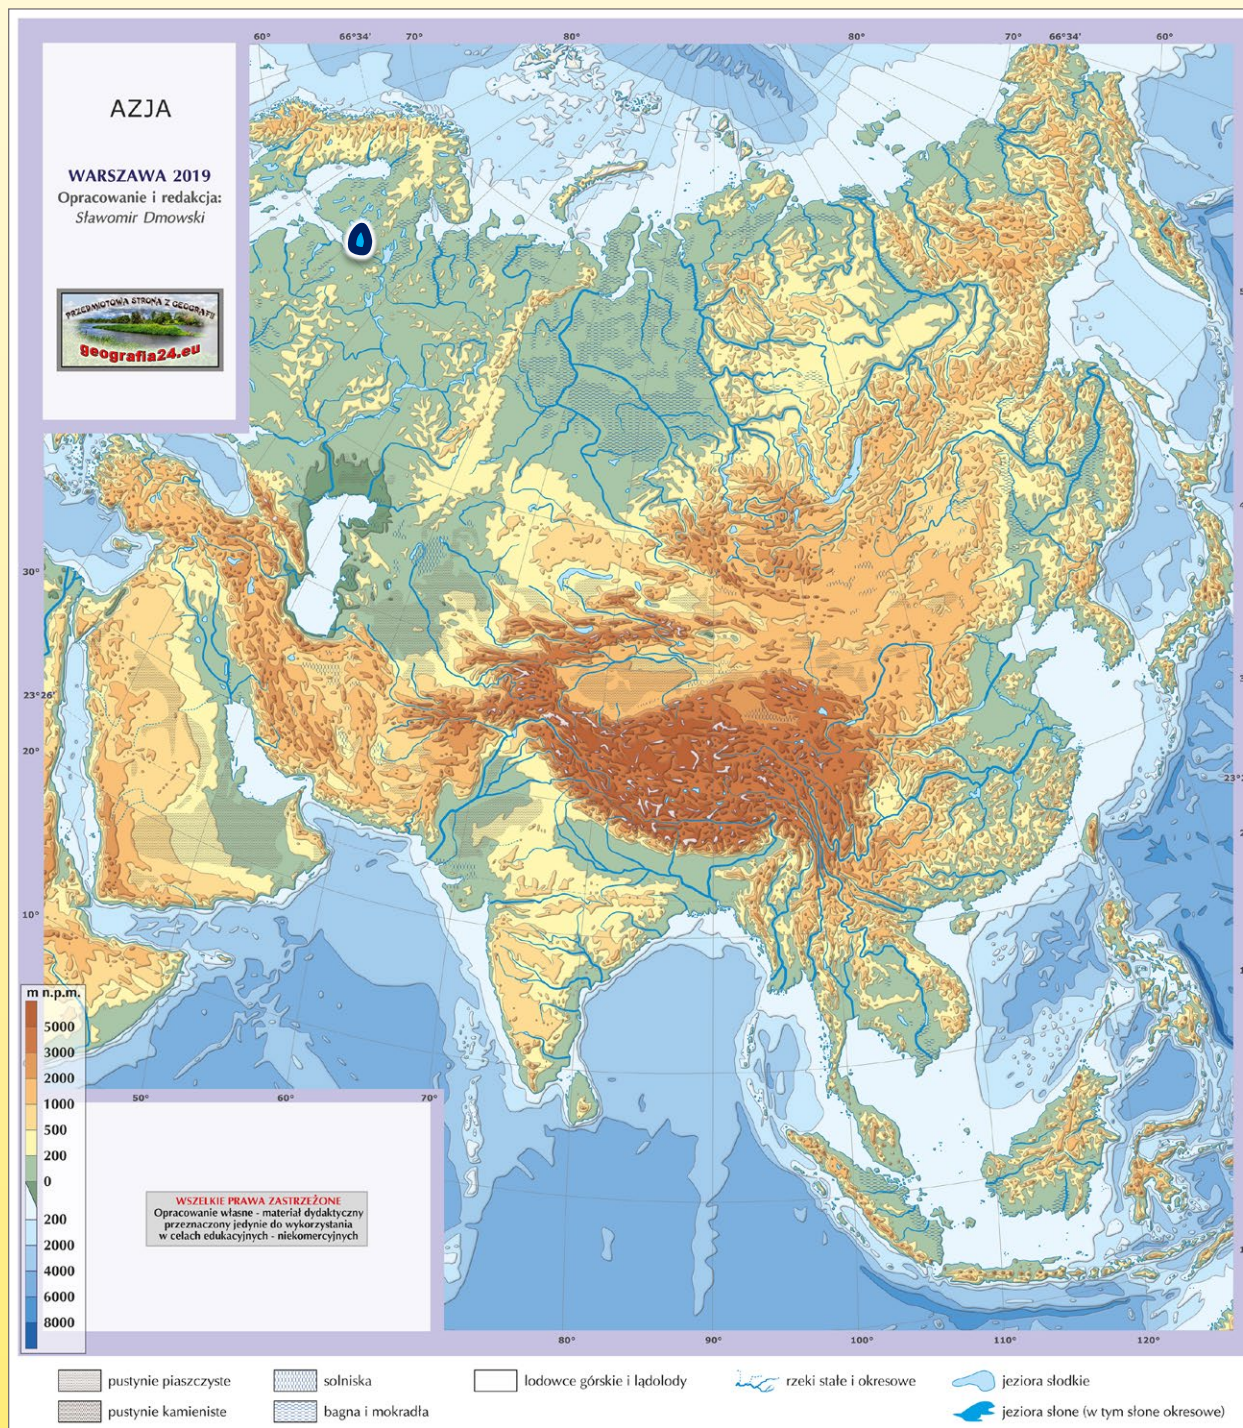 60° 66°34' 70° 80° 80° 70° 66°34' 60°
AZJA
WARSZAWA 2019
Opracowanie i redakcja:
Sławomir Dmowski
PRZEDMIOTOWA STRONA Z GEOGRAFII
geografia24.eu
30°
23°26'
20°
10°
m n.p.m.
5000
3000
2000
1000
500
200
0
200
2000
4000
6000
8000
50° 60° 70°
WSZELKIE PRAWA ZASTRZEŻONE
Opracowanie własne - materiał dydaktyczny
przeznaczony jedynie do wykorzystania
w celach edukacyjnych - niekomercyjnych
80° 90° 100° 110° 120°
pustynie piaszczyste solniska lodowce górskie i lądolody rzeki stałe i okresowe jeziora słodkie
pustynie kamieniste bagna i mokradła jeziora słone (w tym słone okresowe)